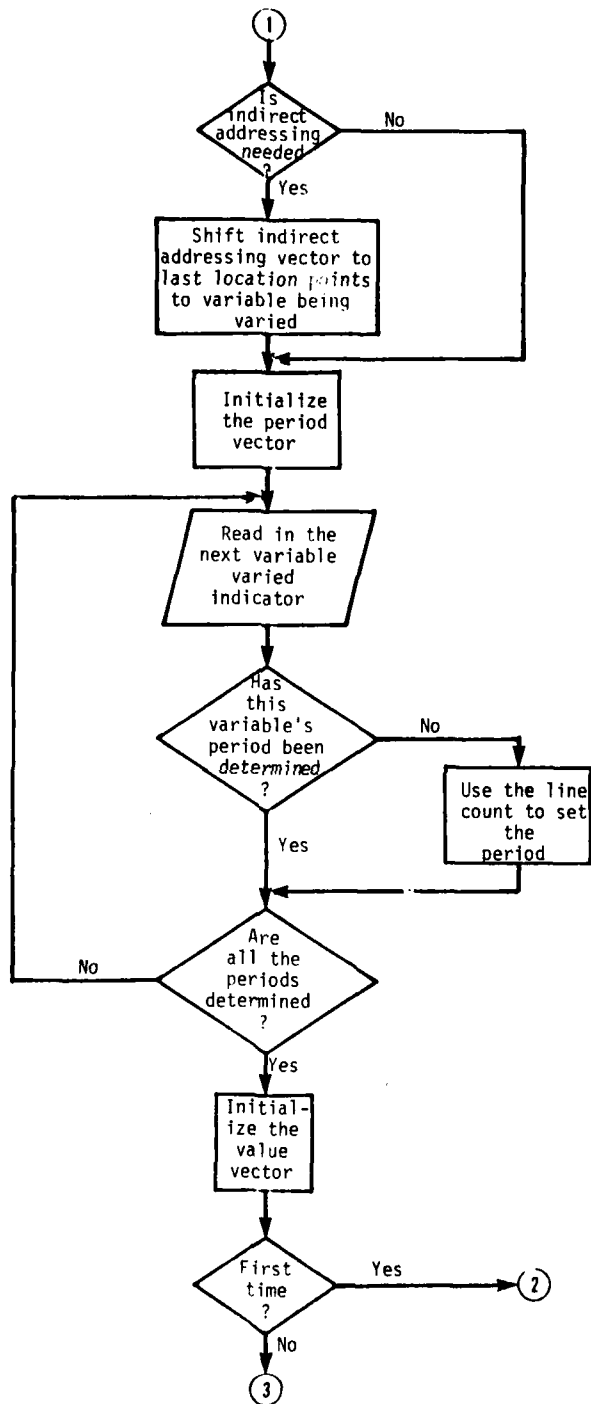 1
Is
indirect
addressing
needed
?
No
Yes
Shift indirect
addressing vector to
last location points
to variable being
varied
Initialize
the period
vector
Read in the
next variable
varied
indicator
Has
this
variable's
period been
determined
?
No
Use the line
count to set
the
period
Yes
Are
all the
periods
determined
?
No
Yes
Initial-
ize the
value
vector
First
time
?
Yes
2
No
3